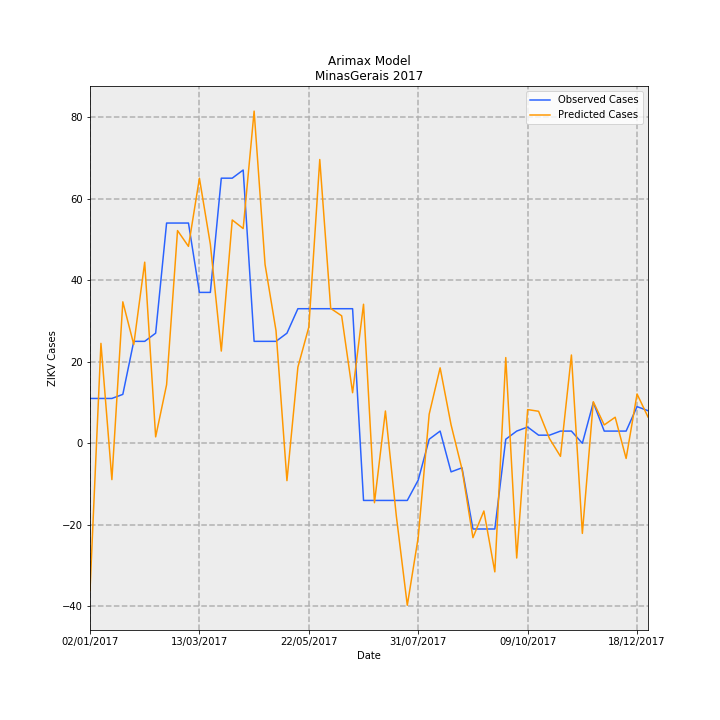 Arimax Model
MinasGerais 2017
Observed Cases
Predicted Cases
ZIKV Cases
80
60
40
20
0
−20
−40
02/01/2017
13/03/2017
22/05/2017
31/07/2017
09/10/2017
18/12/2017
Date